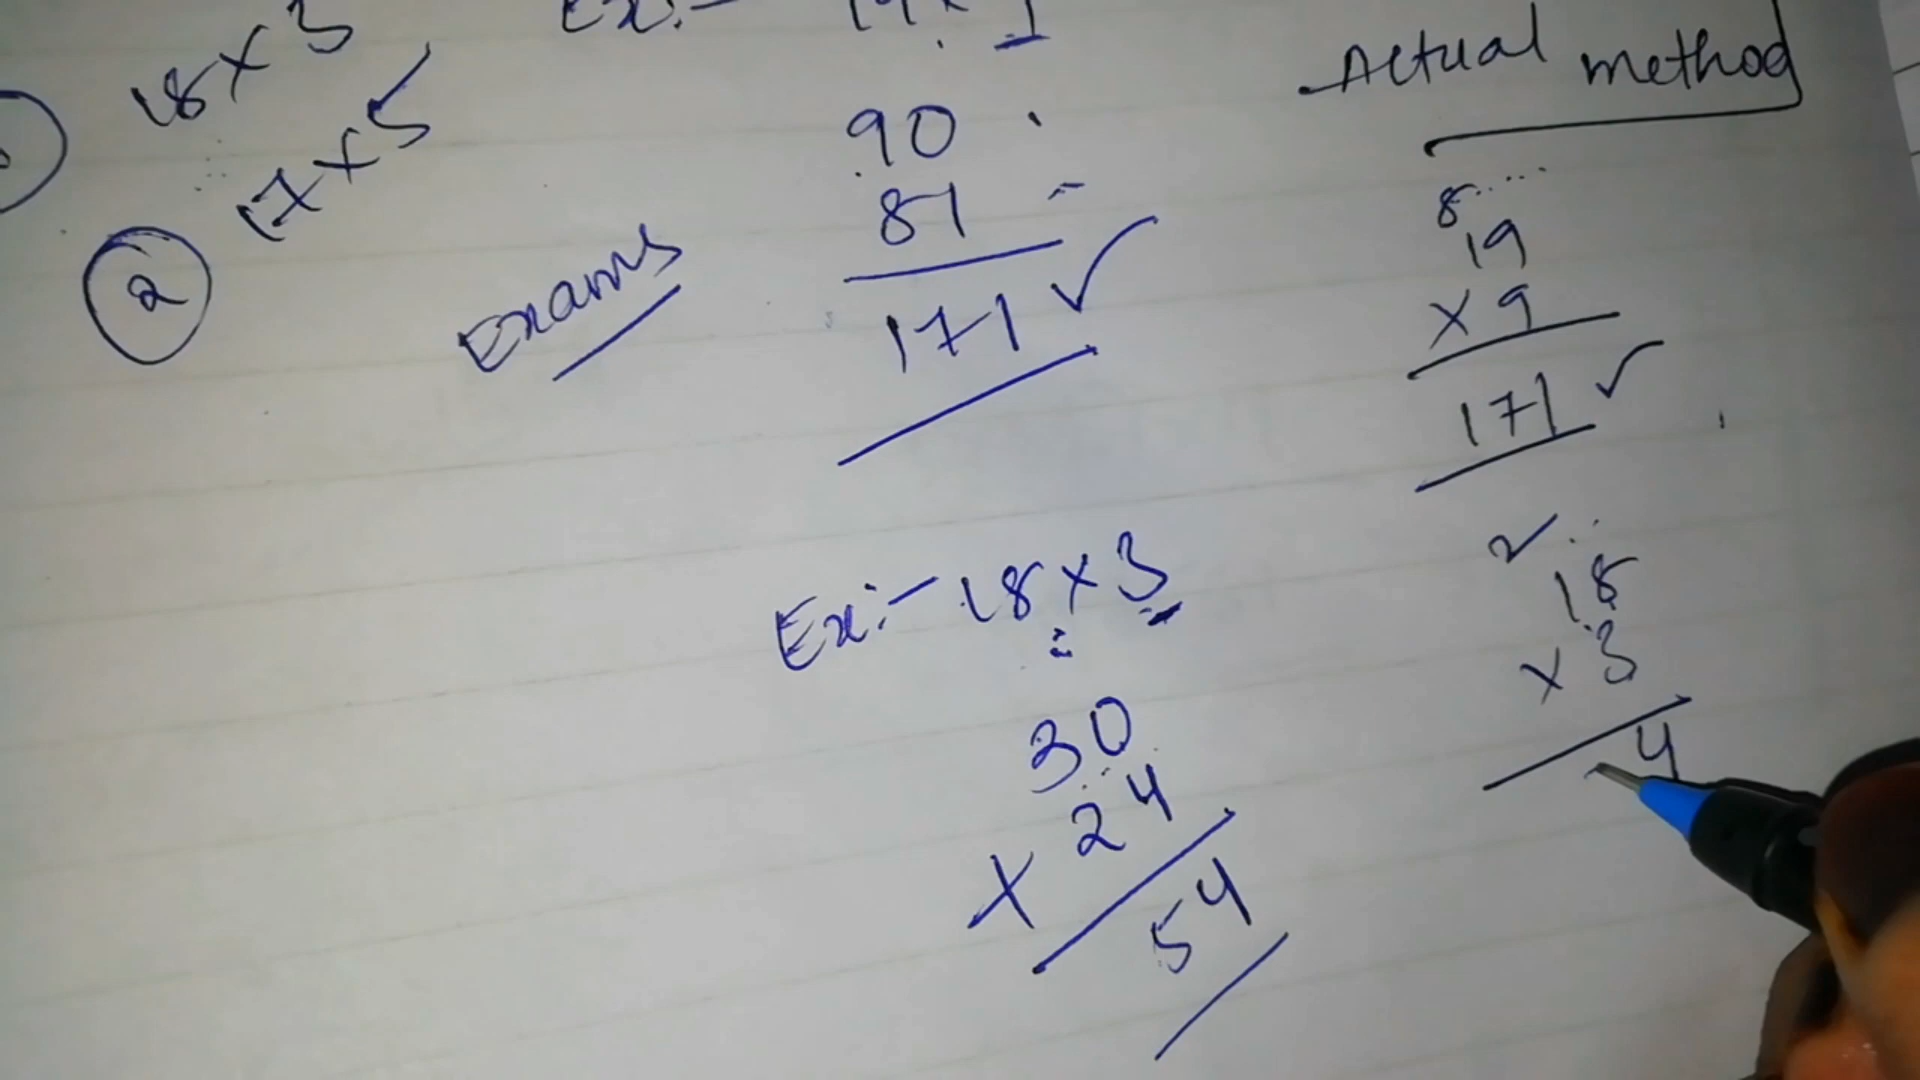 18 x 3
17 x 5
2
Exams
Ex:-
90
81
171
Actual method
8
19
x 9
171
Ex:- 18 x 3
30
x 24
54
2
18
x 3
4